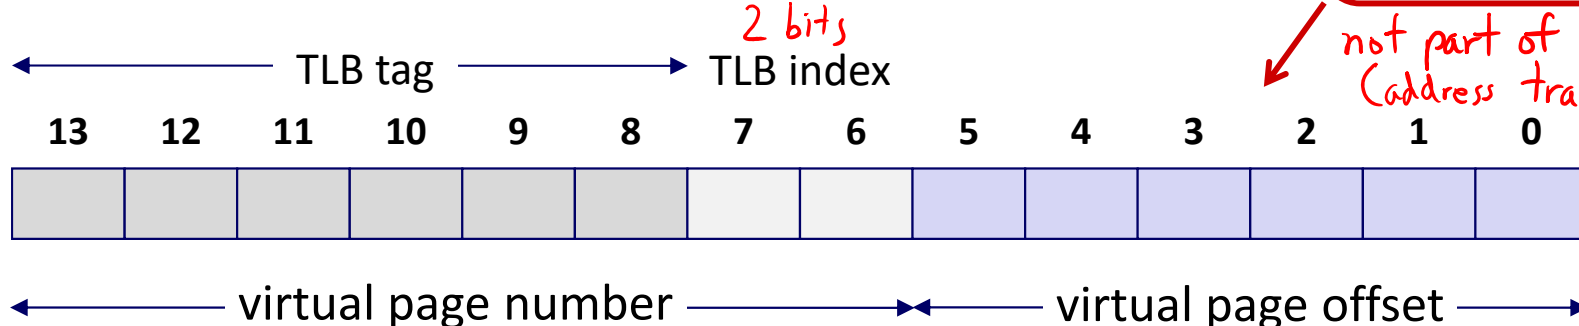 2 bits
not part of
TLB tag TLB index
(address tra
13 12 11 10 9 8 7 6 5 4 3 2 1 0
virtual page number virtual page offset